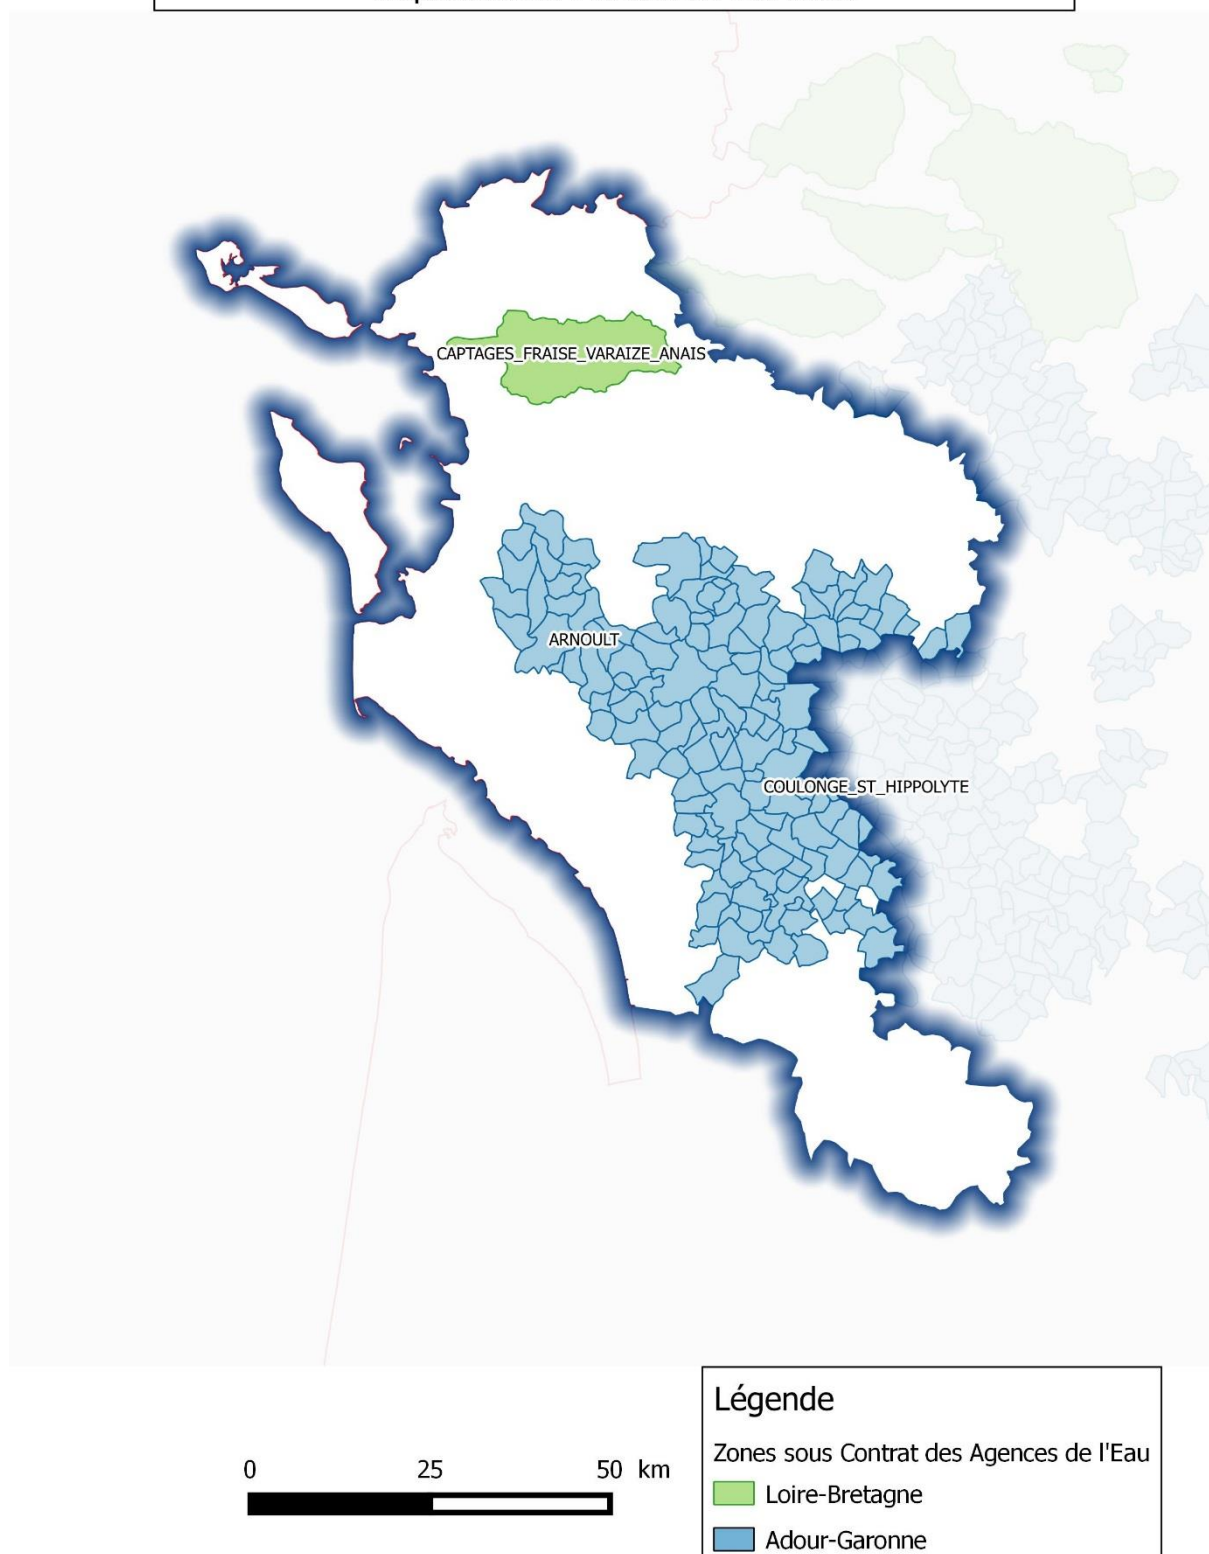 CAPTAGES_FRAISE_VARAIZE_ANAIS
ARNOULT
COULONGE_ST_HIPPOLYTE
0 25 50 km
Légende
Zones sous Contrat des Agences de l'Eau
Loire-Bretagne
Adour-Garonne